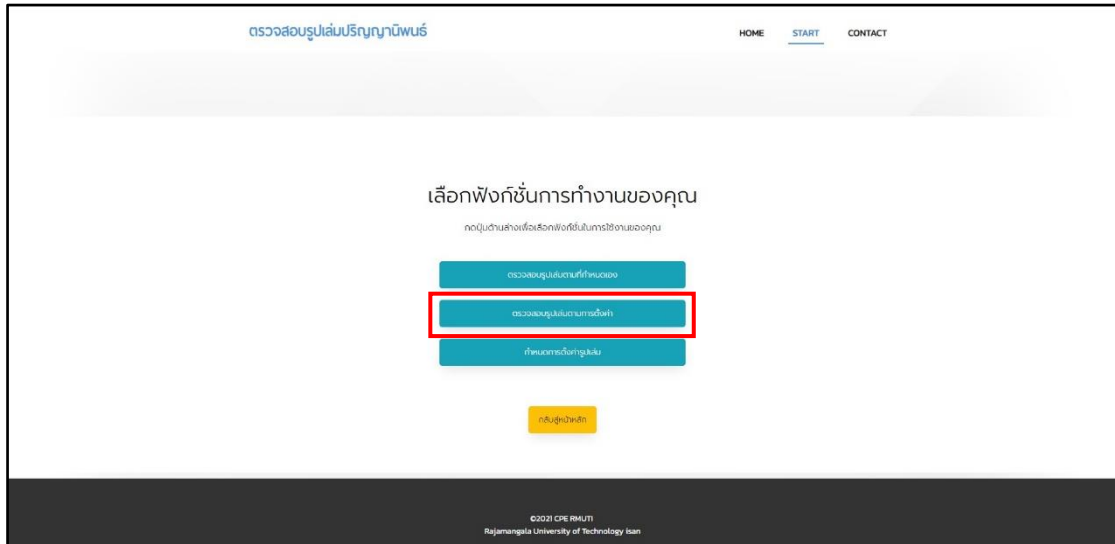 ตรวจสอบรูปเล่มปริญญานิพนธ์
HOME START CONTACT
เลือกฟังก์ชั่นการทำงานของคุณ
กดปุ่มด้านล่างเพื่อเลือกฟังก์ชั่นในการใช้งานของคุณ
ตรวจสอบรูปเล่มตามที่กำหนดเอง
ตรวจสอบรูปเล่มตามการตั้งค่า
กำหนดการตั้งค่ารูปเล่ม
กลับสู่หน้าหลัก
©2021 CPE RMUTI
Rajamangala University of Technology isan